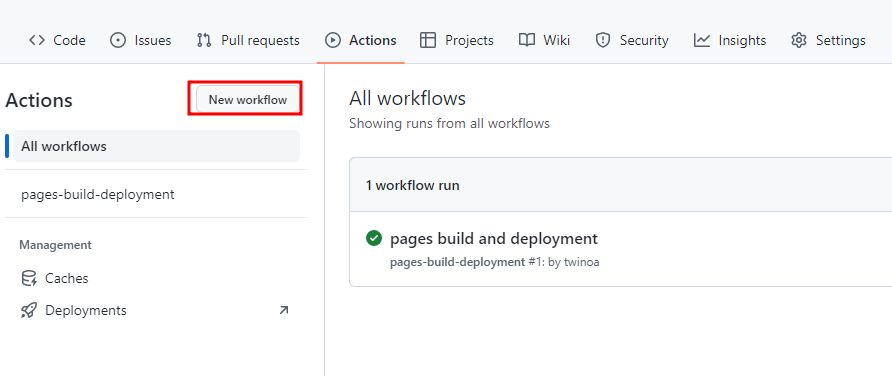 Code Issues Pull requests Actions Projects Wiki Security Insights Settings
Actions
New workflow
All workflows
pages-build-deployment
Management
Caches
Deployments
All workflows
Showing runs from all workflows
1 workflow run
pages build and deployment
pages-build-deployment #1: by twinoa